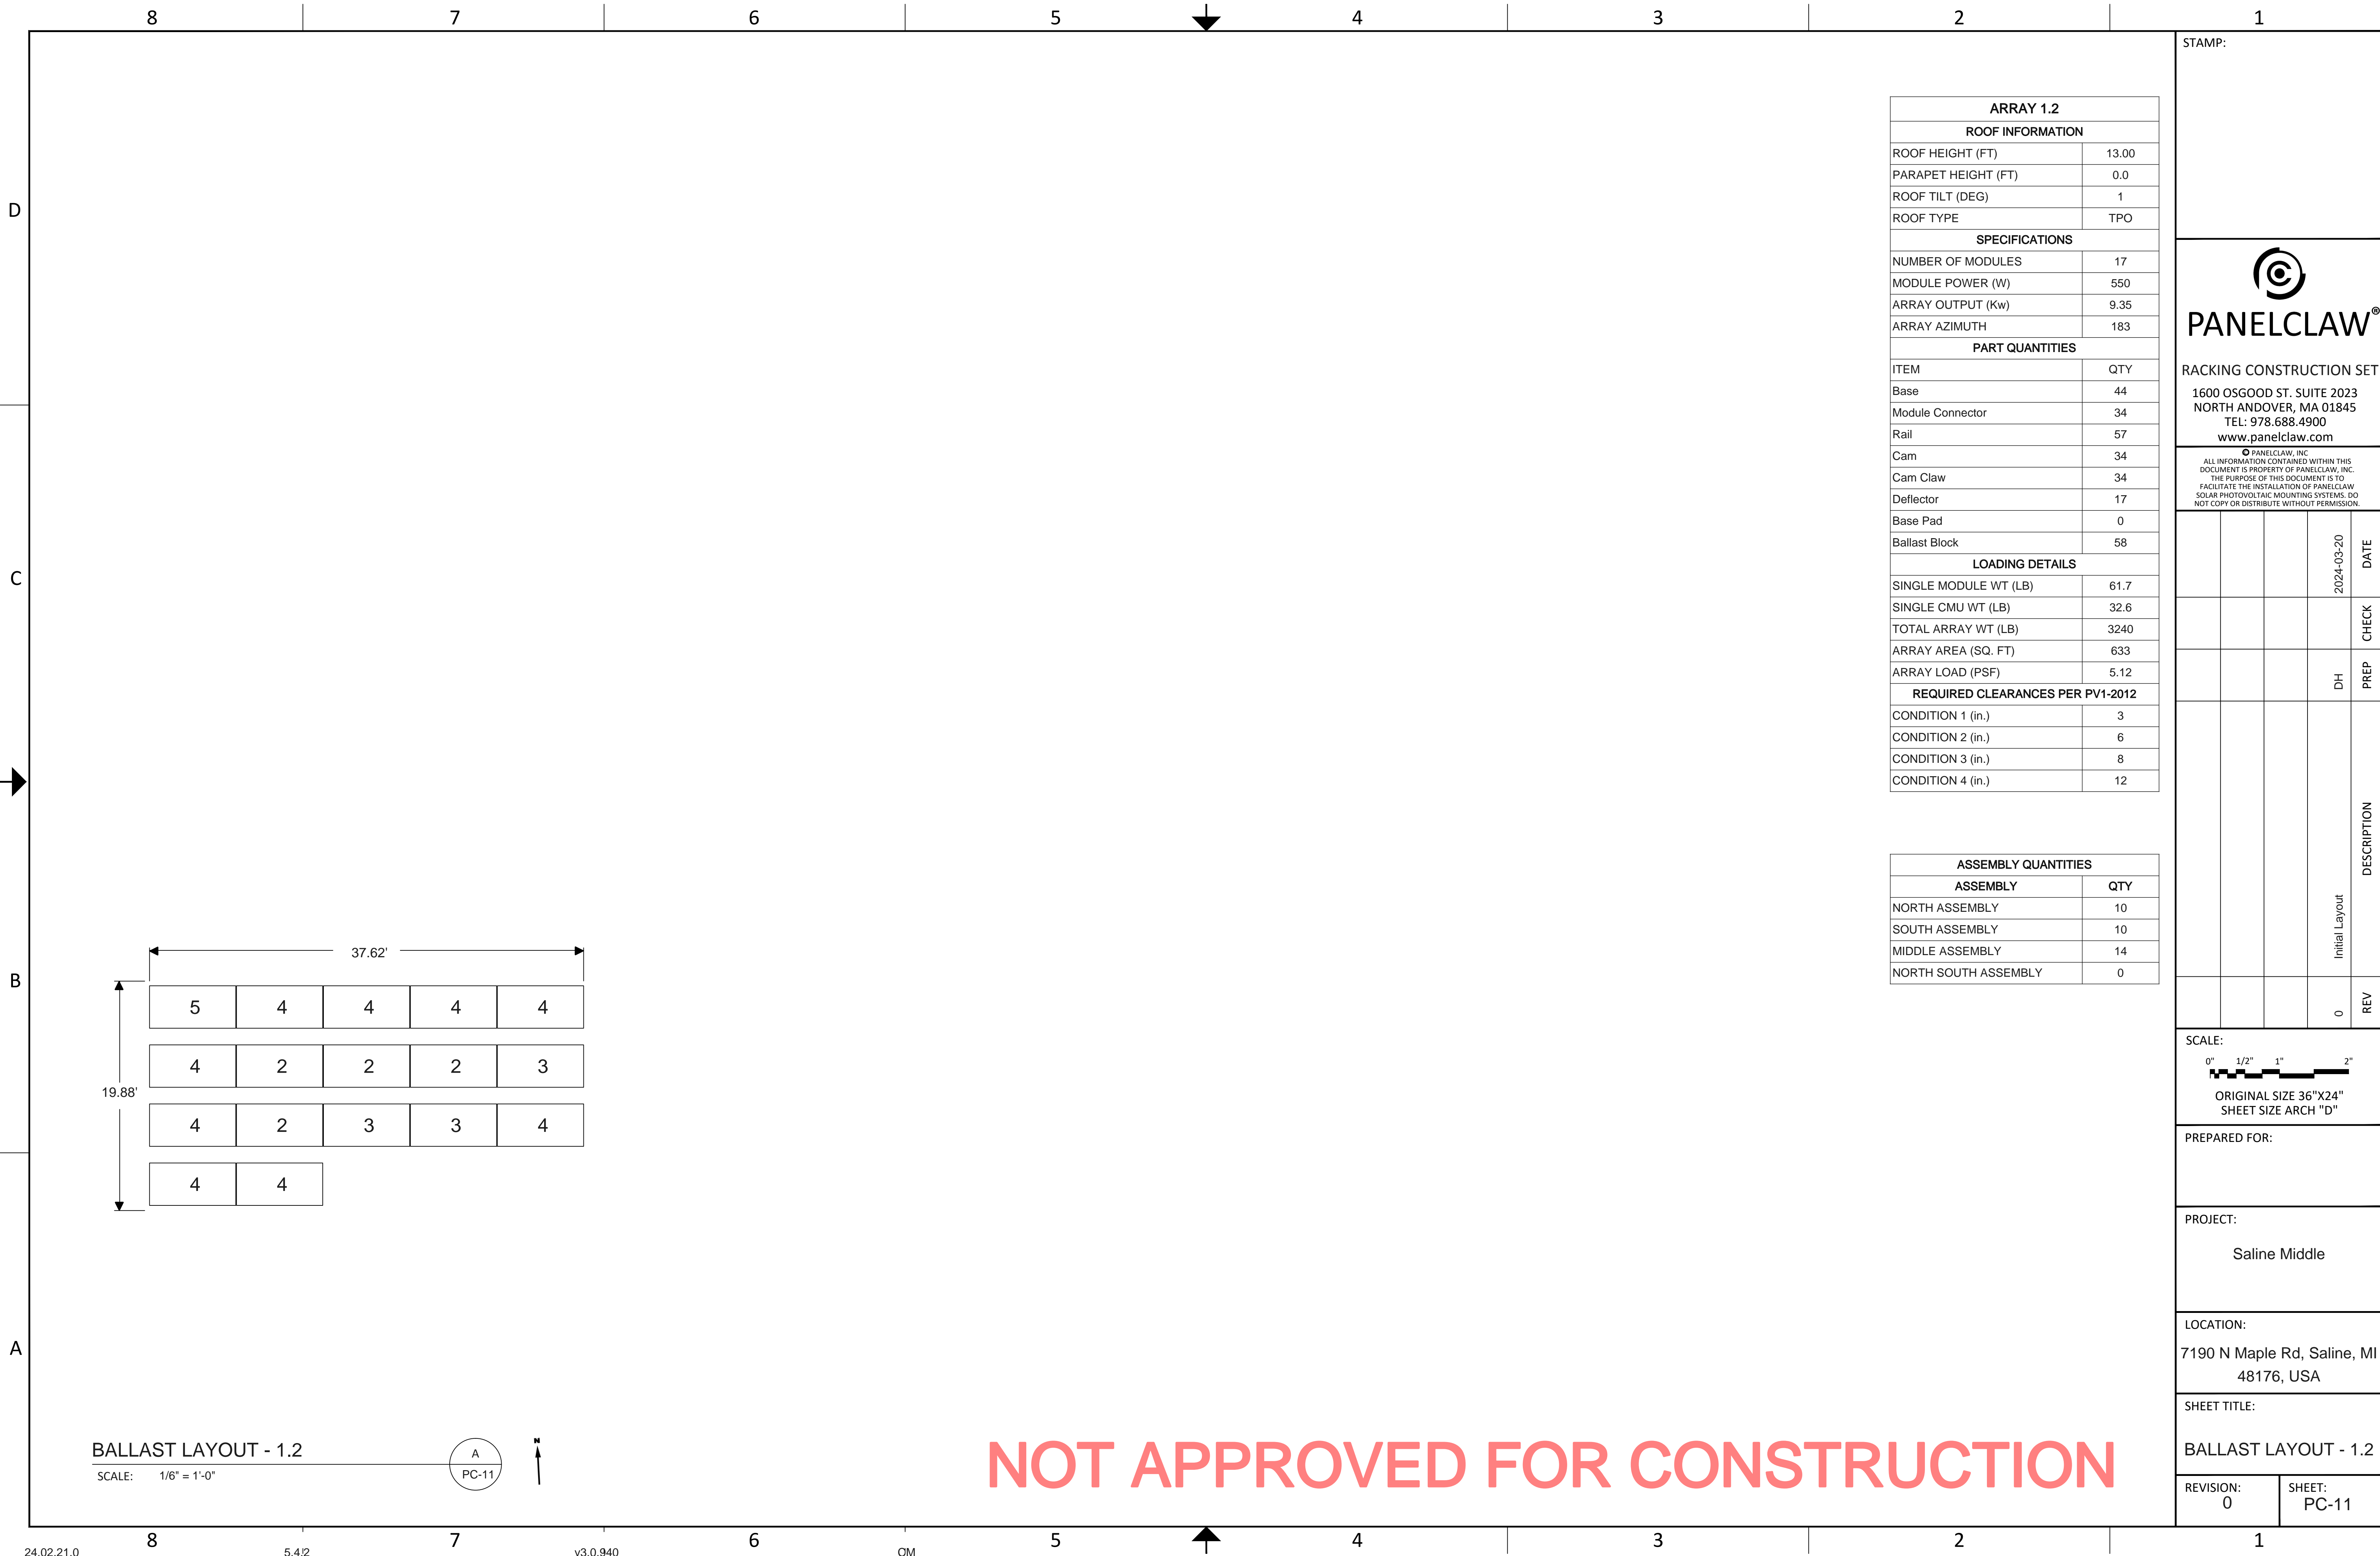 8 7 6 5 4 3 2 1
D
C
B
A
ARRAY 1.2
ROOF INFORMATION
ROOF HEIGHT (FT) 13.00
PARAPET HEIGHT (FT) 0.0
ROOF TILT (DEG) 1
ROOF TYPE TPO
SPECIFICATIONS
NUMBER OF MODULES 17
MODULE POWER (W) 550
ARRAY OUTPUT (Kw) 9.35
ARRAY AZIMUTH 183
PART QUANTITIES
ITEM QTY
Base 44
Module Connector 34
Rail 57
Cam 34
Cam Claw 34
Deflector 17
Base Pad 0
Ballast Block 58
LOADING DETAILS
SINGLE MODULE WT (LB) 61.7
SINGLE CMU WT (LB) 32.6
TOTAL ARRAY WT (LB) 3240
ARRAY AREA (SQ. FT) 633
ARRAY LOAD (PSF) 5.12
REQUIRED CLEARANCES PER PV1-2012
CONDITION 1 (in.) 3
CONDITION 2 (in.) 6
CONDITION 3 (in.) 8
CONDITION 4 (in.) 12
ASSEMBLY QUANTITIES
ASSEMBLY QTY
NORTH ASSEMBLY 10
SOUTH ASSEMBLY 10
MIDDLE ASSEMBLY 14
NORTH SOUTH ASSEMBLY 0
37.62'
19.88'
5 4 4 4 4
4 2 2 2 3
4 2 3 3 4
4 4
BALLAST LAYOUT - 1.2
SCALE: 1/6" = 1'-0"
A
PC-11
N
NOT APPROVED FOR CONSTRUCTION
STAMP:
PANELCLAW®
RACKING CONSTRUCTION SET
1600 OSGOOD ST. SUITE 2023
NORTH ANDOVER, MA 01845
TEL: 978.688.4900
www.panelclaw.com
© PANELCLAW, INC
ALL INFORMATION CONTAINED WITHIN THIS
DOCUMENT IS PROPERTY OF PANELCLAW, INC.
THE PURPOSE OF THIS DOCUMENT IS TO
FACILITATE THE INSTALLATION OF PANELCLAW
SOLAR PHOTOVOLTAIC MOUNTING SYSTEMS. DO
NOT COPY OR DISTRIBUTE WITHOUT PERMISSION.
0 Initial Layout DH 2024-03-20
REV DESCRIPTION PREP CHECK DATE
SCALE:
0" 1/2" 1" 2"
ORIGINAL SIZE 36"X24"
SHEET SIZE ARCH "D"
PREPARED FOR:
PROJECT:
Saline Middle
LOCATION:
7190 N Maple Rd, Saline, MI
48176, USA
SHEET TITLE:
BALLAST LAYOUT - 1.2
REVISION:
0
SHEET:
PC-11
8 7 6 5 4 3 2 1
24.02.21.0 5.4.2 v3.0.940 OM